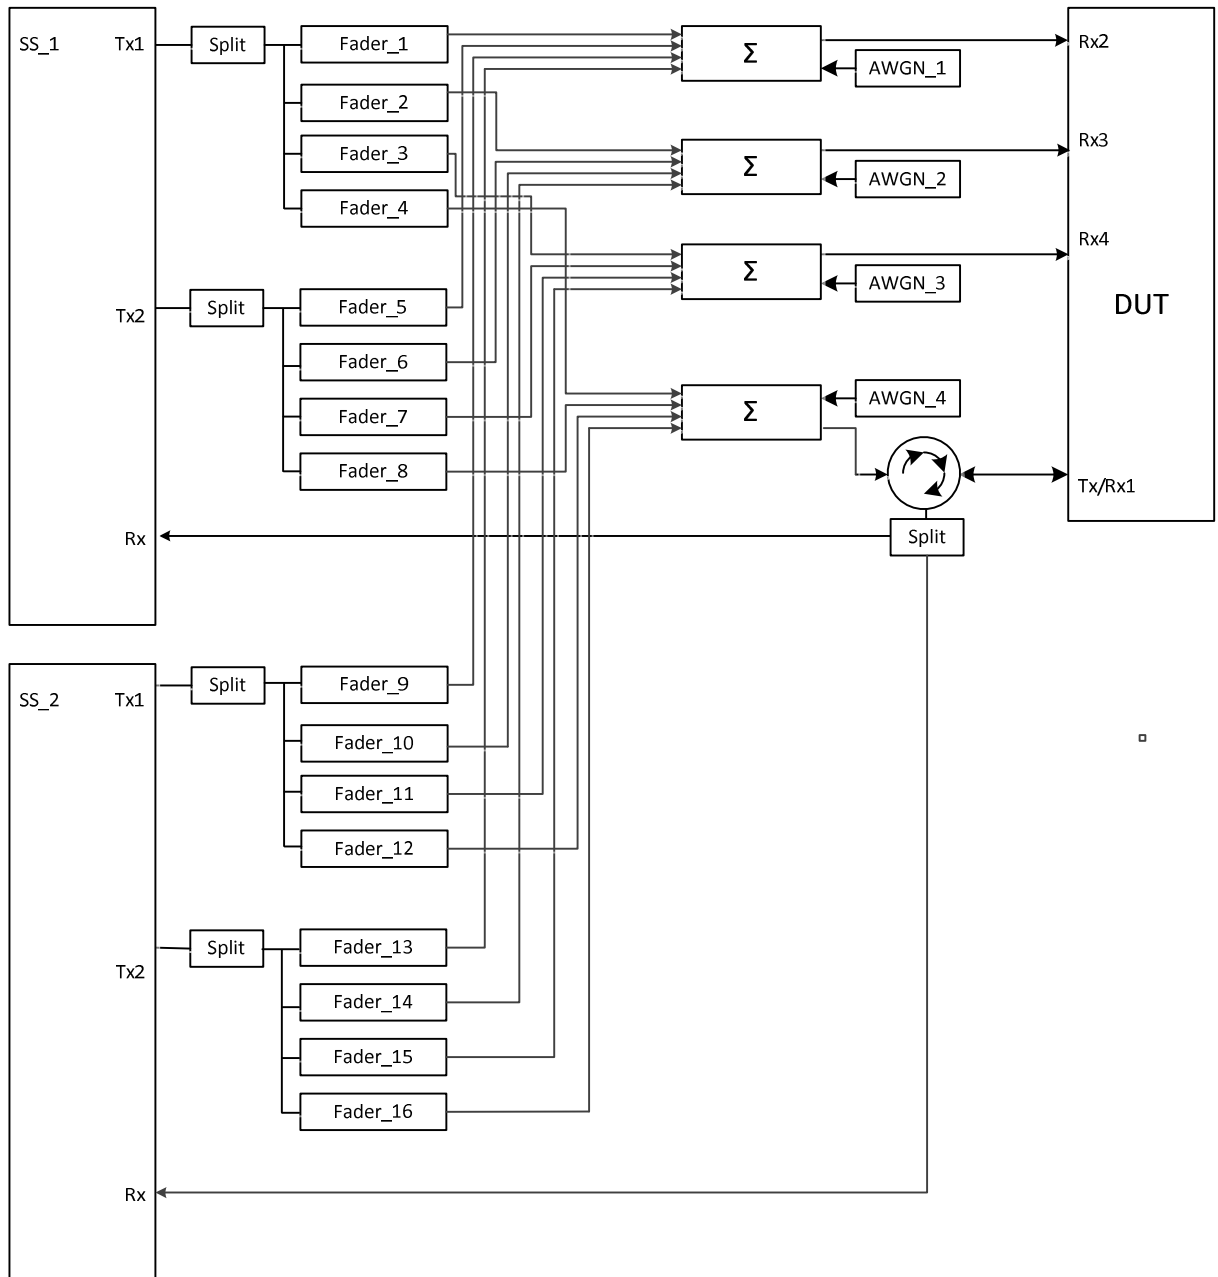 SS_1
Tx1
Split
Fader_1
Σ
Rx2
AWGN_1
Fader_2
Fader_3
Σ
Rx3
AWGN_2
Fader_4
Rx4
Σ
AWGN_3
Tx2
Split
Fader_5
DUT
Fader_6
Fader_7
Σ
AWGN_4
Fader_8
Tx/Rx1
Rx
Split
SS_2
Tx1
Split
Fader_9
Fader_10
Fader_11
Fader_12
Tx2
Split
Fader_13
Fader_14
Fader_15
Fader_16
Rx